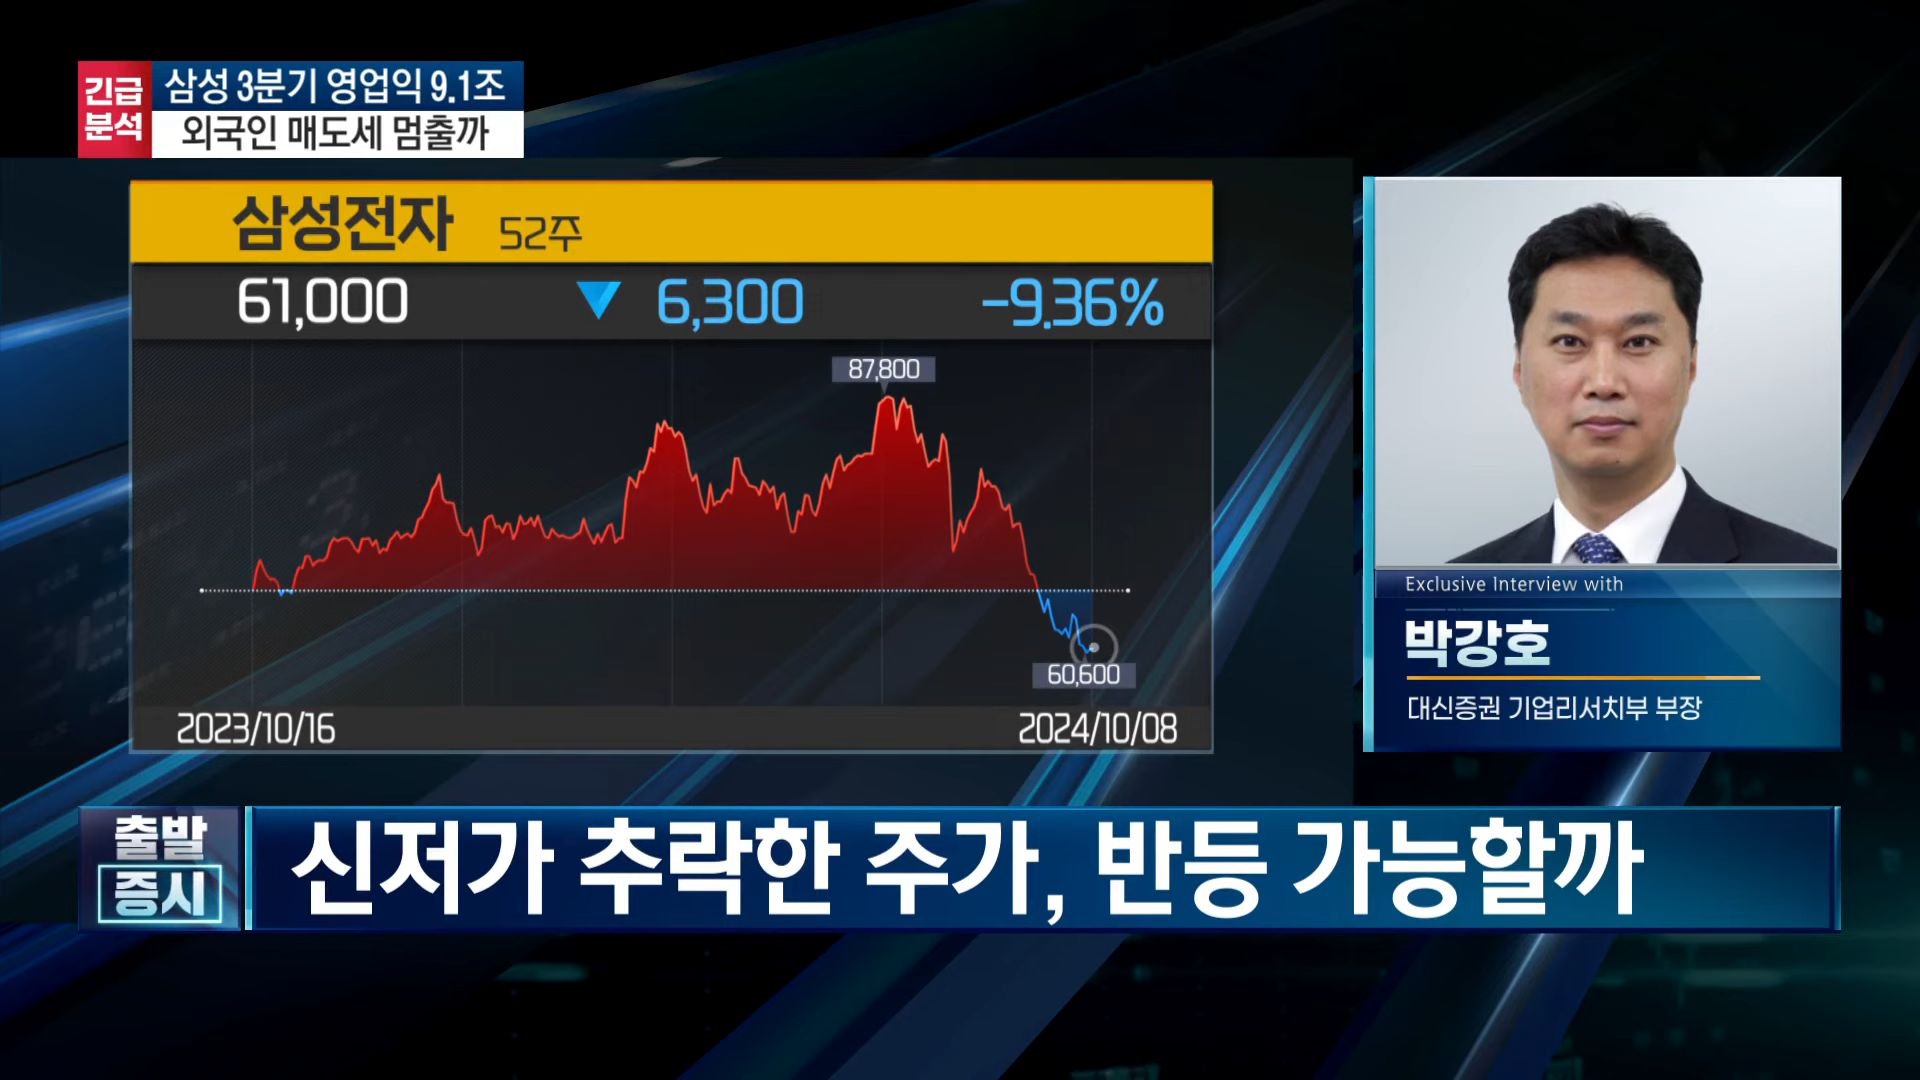 긴급
분석
삼성 3분기 영업익 9.1조
외국인 매도세 멈출까
삼성전자 52주
61,000 ▼ 6,300 -9.36%
87,800
60,600
2023/10/16 2024/10/08
Exclusive Interview with
박강호
대신증권 기업리서치부 부장
출발
증시
신저가 추락한 주가, 반등 가능할까